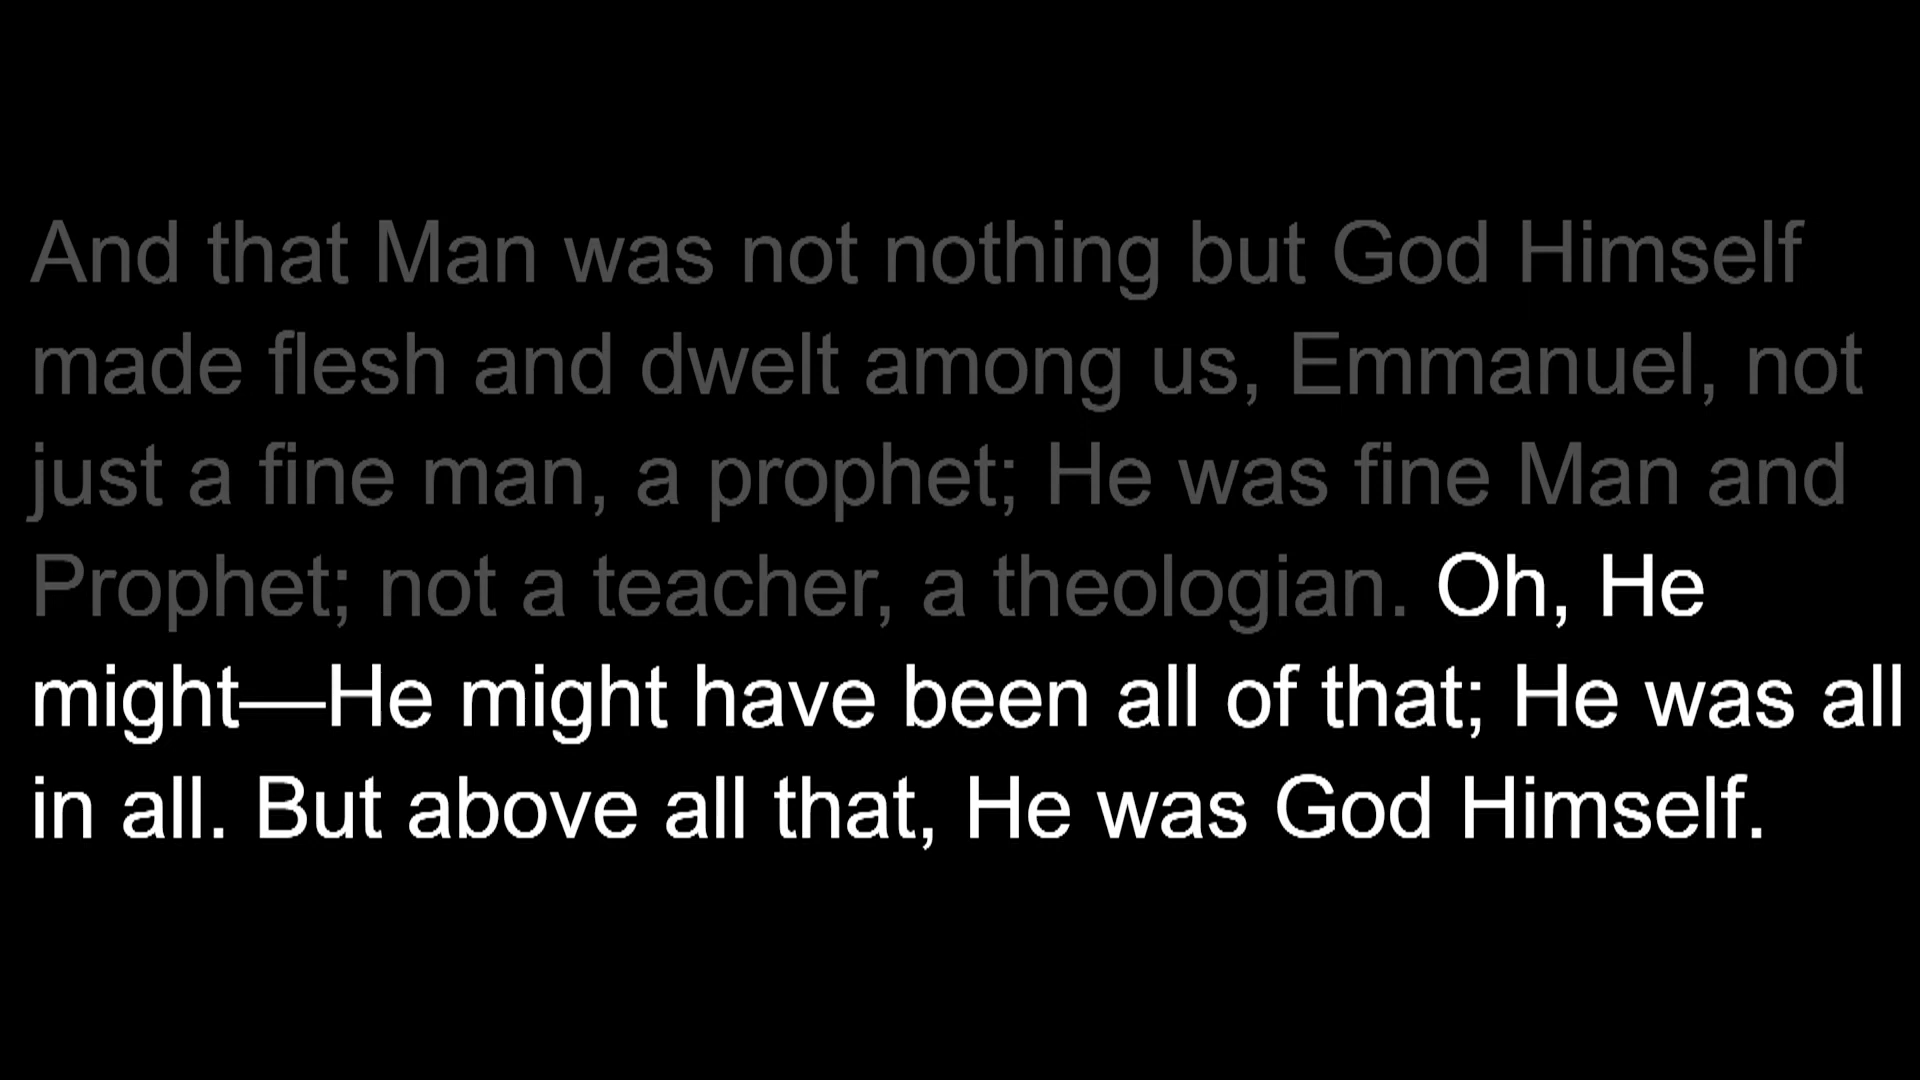 And that Man was not nothing but God Himself
made flesh and dwelt among us, Emmanuel, not
just a fine man, a prophet; He was fine Man and
Prophet; not a teacher, a theologian. Oh, He
might—He might have been all of that; He was all
in all. But above all that, He was God Himself.